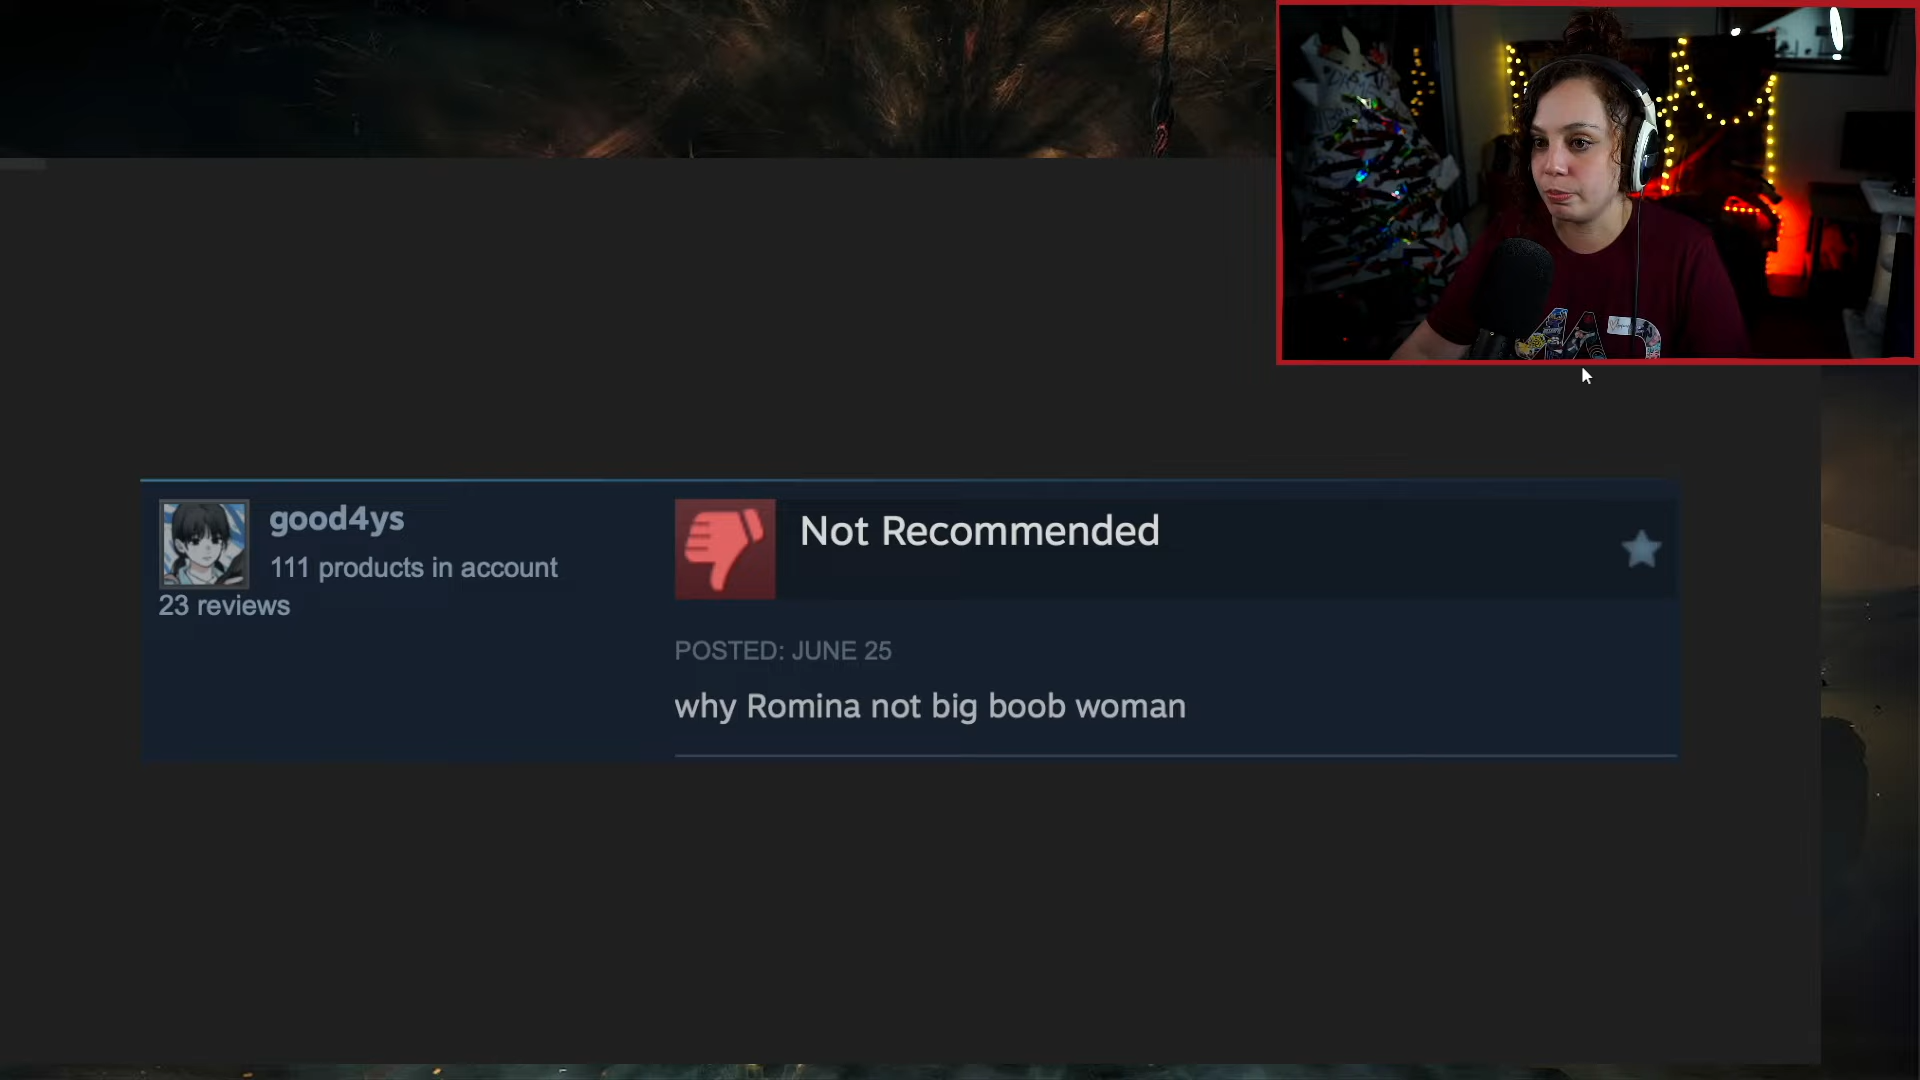 good4ys
111 products in account
23 reviews
Not Recommended
POSTED: JUNE 25
why Romina not big boob woman